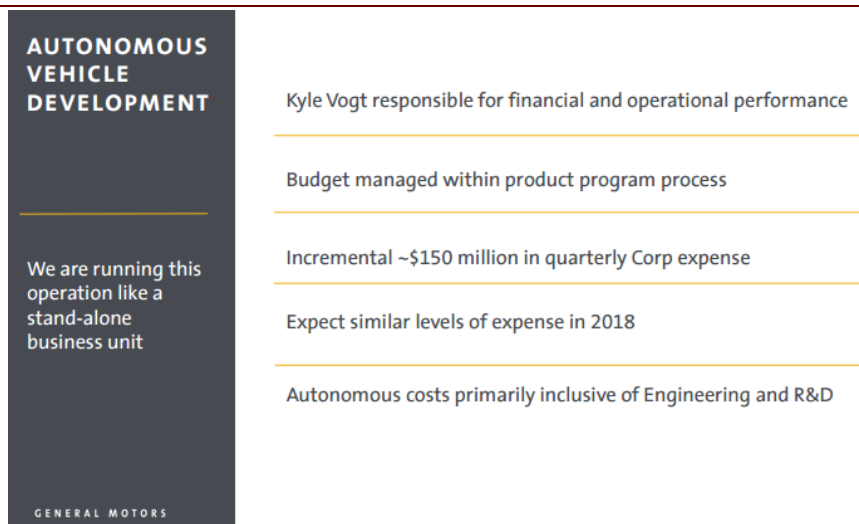 AUTONOMOUS
VEHICLE
DEVELOPMENT
We are running this
operation like a
stand-alone
business unit
GENERAL MOTORS
Kyle Vogt responsible for financial and operational performance
Budget managed within product program process
Incremental ~$150 million in quarterly Corp expense
Expect similar levels of expense in 2018
Autonomous costs primarily inclusive of Engineering and R&D